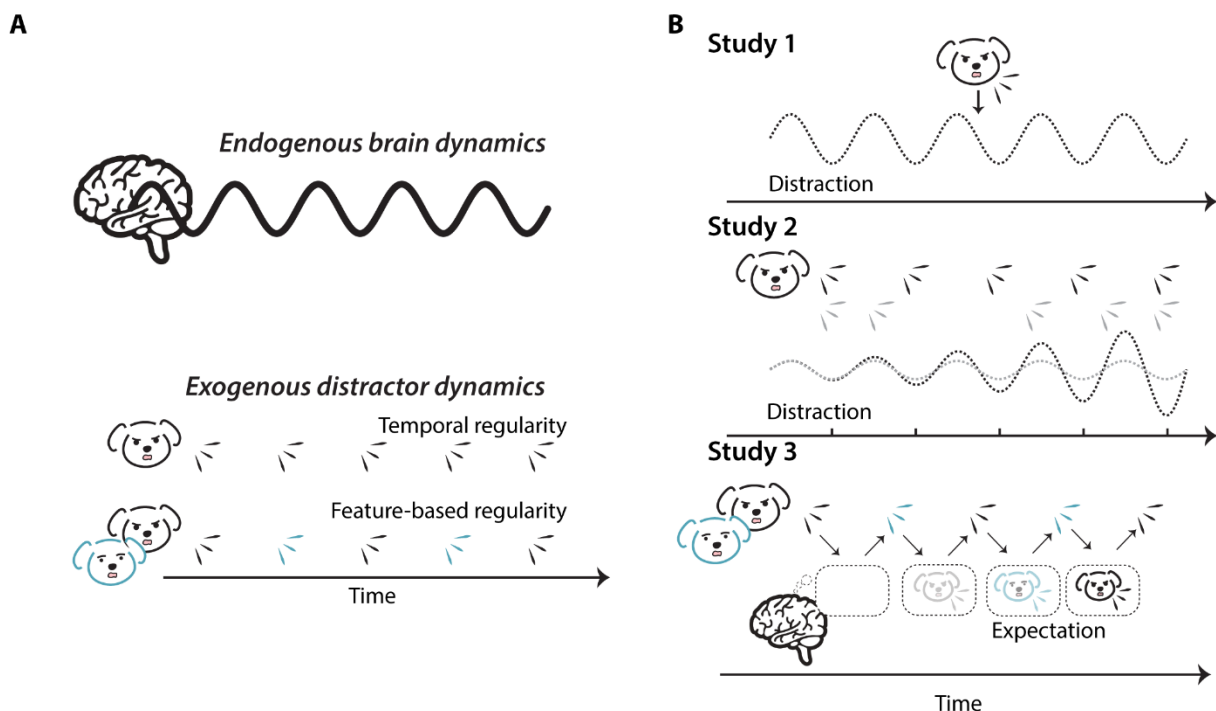 A
Endogenous brain dynamics
Exogenous distractor dynamics
Temporal regularity
Feature-based regularity
Time
B
Study 1
Distraction
Study 2
Distraction
Study 3
Expectation
Time